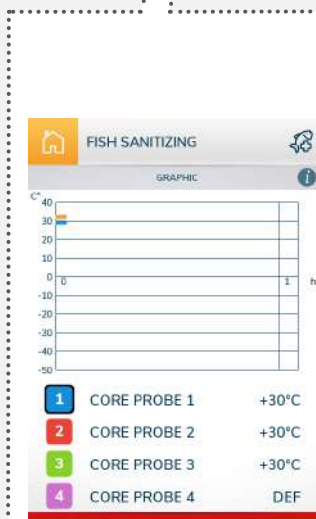 FISH SANITIZING
GRAPHIC
i
C°
40
30
20
10
0
0
1
h
-10
-20
-30
-40
-50
1 CORE PROBE 1 +30°C
2 CORE PROBE 2 +30°C
3 CORE PROBE 3 +30°C
4 CORE PROBE 4 DEF